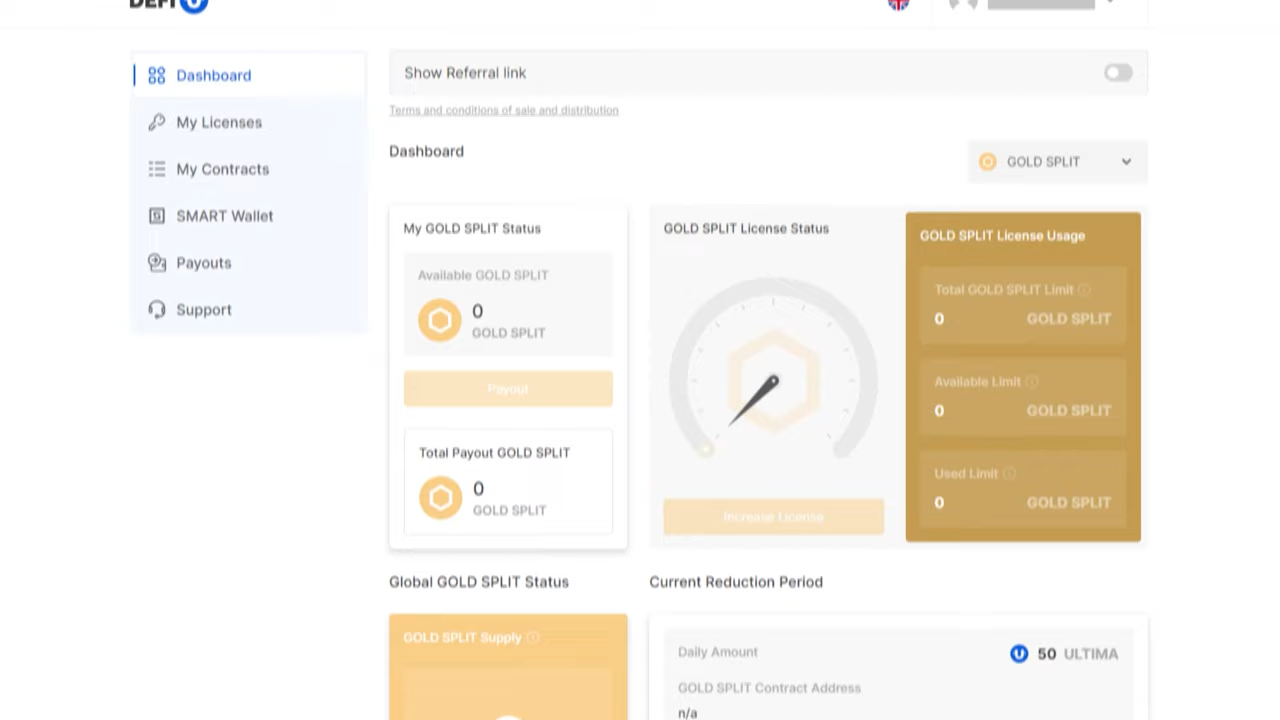 DEFI U
Dashboard
My Licenses
My Contracts
SMART Wallet
Payouts
Support
Show Referral link
Terms and conditions of sale and distribution
Dashboard
GOLD SPLIT
My GOLD SPLIT Status
Available GOLD SPLIT
0
GOLD SPLIT
Payout
Total Payout GOLD SPLIT
0
GOLD SPLIT
GOLD SPLIT License Status
Increase License
GOLD SPLIT License Usage
Total GOLD SPLIT Limit
0 GOLD SPLIT
Available Limit
0 GOLD SPLIT
Used Limit
0 GOLD SPLIT
Global GOLD SPLIT Status
GOLD SPLIT Supply
Current Reduction Period
Daily Amount
50 ULTIMA
GOLD SPLIT Contract Address
n/a